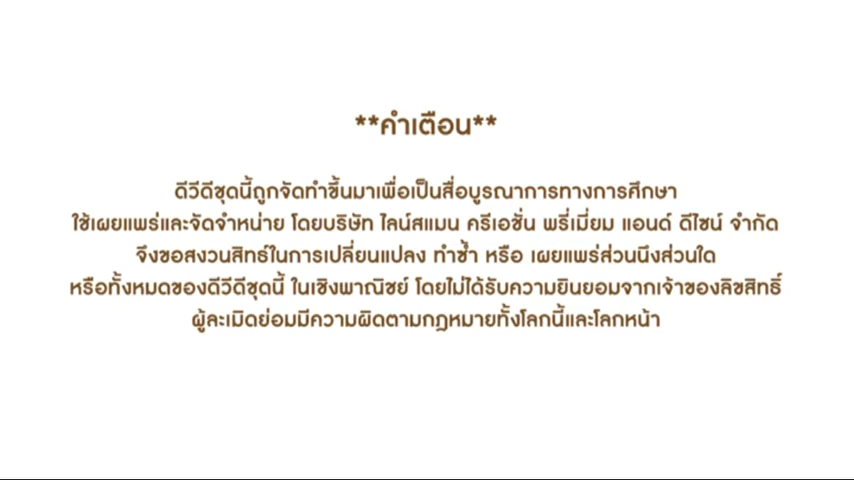 **คำเตือน**
ดีวีดีชุดนี้ถูกจัดทำขึ้นมาเพื่อเป็นสื่อบูรณาการทางการศึกษา
ใช้เผยแพร่และจัดจำหน่าย โดยบริษัท ไลน์สแมน ครีเอชั่น พรี่เมี่ยม แอนด์ ดีไซน์ จำกัด
จึงขอสงวนสิทธ์ในการเปลี่ยนแปลง ทำซ้ำ หรือ เผยแพร่ส่วนนึงส่วนใด
หรือทั้งหมดของดีวีดีชุดนี้ ในเชิงพาณิชย์ โดยไม่ได้รับความยินยอมจากเจ้าของลิขสิทธิ์
ผู้ละเมิดย่อมมีความผิดตามกฎหมายทั้งโลกนี้และโลกหน้า